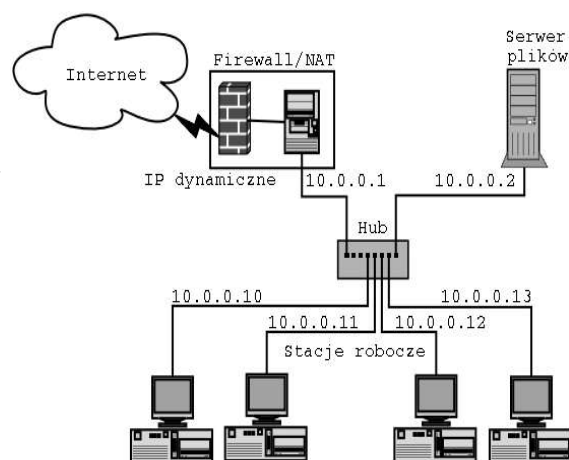 Serwer
plików
Firewall/NAT
Internet
IP dynamiczne
10.0.0.1
10.0.0.2
Hub
10.0.0.10
10.0.0.13
10.0.0.11
10.0.0.12
Stacje robocze